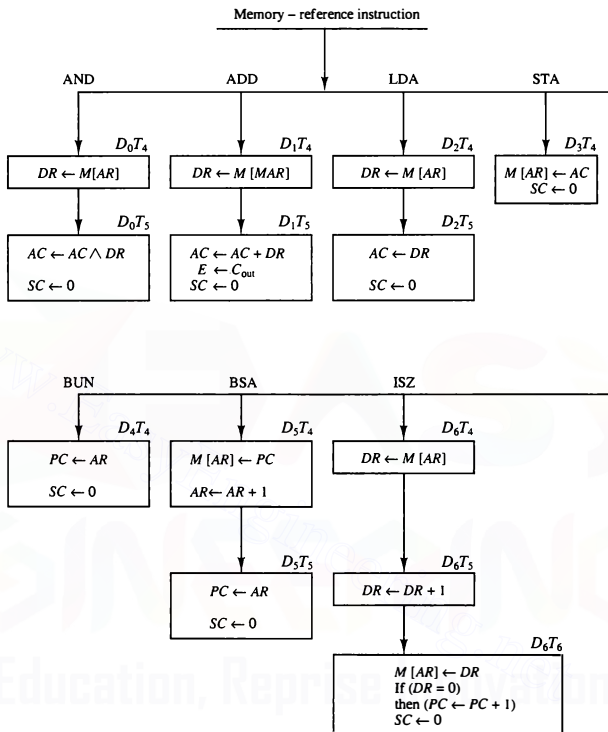 Memory – reference instruction
AND
ADD
LDA
STA
D₀T₄
D₁T₄
D₂T₄
D₃T₄
DR ← M[AR]
DR ← M [MAR]
DR ← M [AR]
M [AR] ← AC
SC ← 0
D₀T₅
D₁T₅
D₂T₅
AC ← AC ∧ DR
SC ← 0
AC ← AC + DR
E ← Cout
SC ← 0
AC ← DR
SC ← 0
BUN
BSA
ISZ
D₄T₄
D₅T₄
D₆T₄
PC ← AR
SC ← 0
M [AR] ← PC
AR ← AR + 1
DR ← M [AR]
D₅T₅
D₆T₅
PC ← AR
SC ← 0
DR ← DR + 1
D₆T₆
M [AR] ← DR
If (DR = 0)
then (PC ← PC + 1)
SC ← 0
Education, Repris